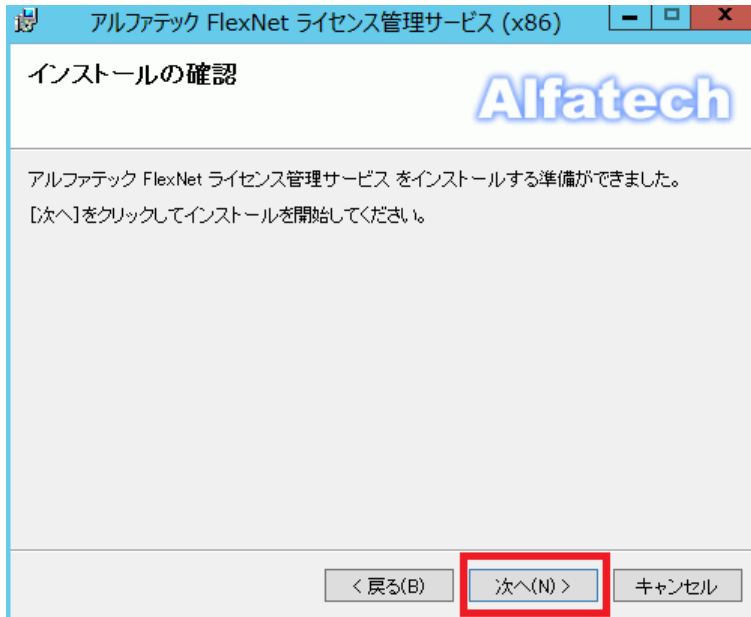 アルファテック FlexNet ライセンス管理サービス (x86)
インストールの確認
Alfatech
アルファテック FlexNet ライセンス管理サービス をインストールする準備ができました。
[次へ]をクリックしてインストールを開始してください。
< 戻る(B)
次へ(N) >
キャンセル